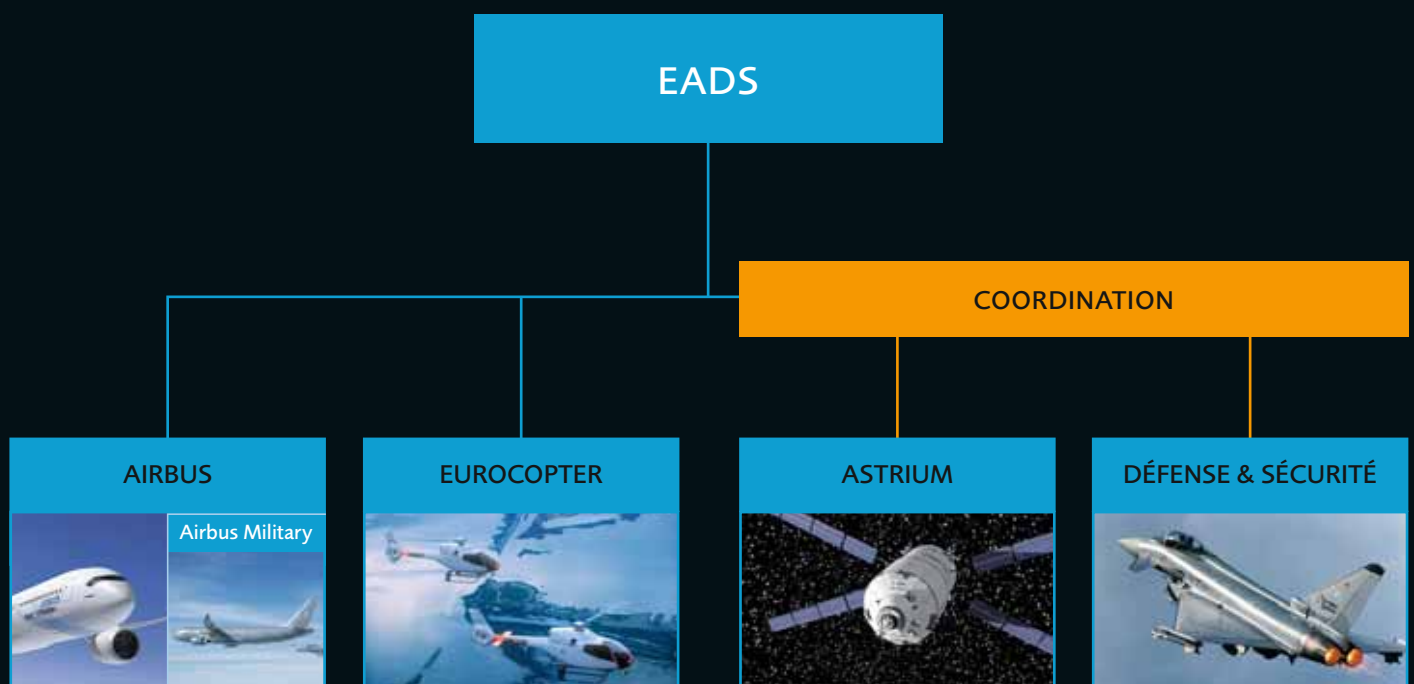 EADS
COORDINATION
AIRBUS
EUROCOPTER
ASTRIUM
DÉFENSE & SÉCURITÉ
Airbus Military